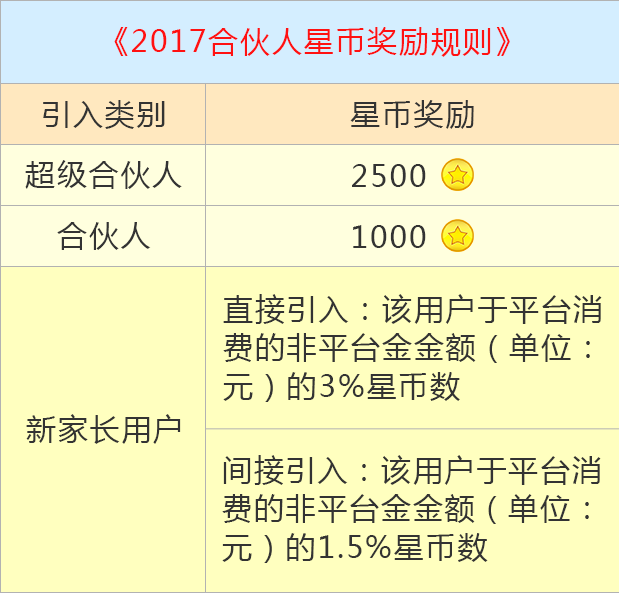 《2017合伙人星币奖励规则》
引入类别
星币奖励
超级合伙人
2500
合伙人
1000
新家长用户
直接引入：该用户于平台消
费的非平台金金额（单位：
元）的3%星币数
间接引入：该用户于平台消
费的非平台金金额（单位：
元）的1.5%星币数